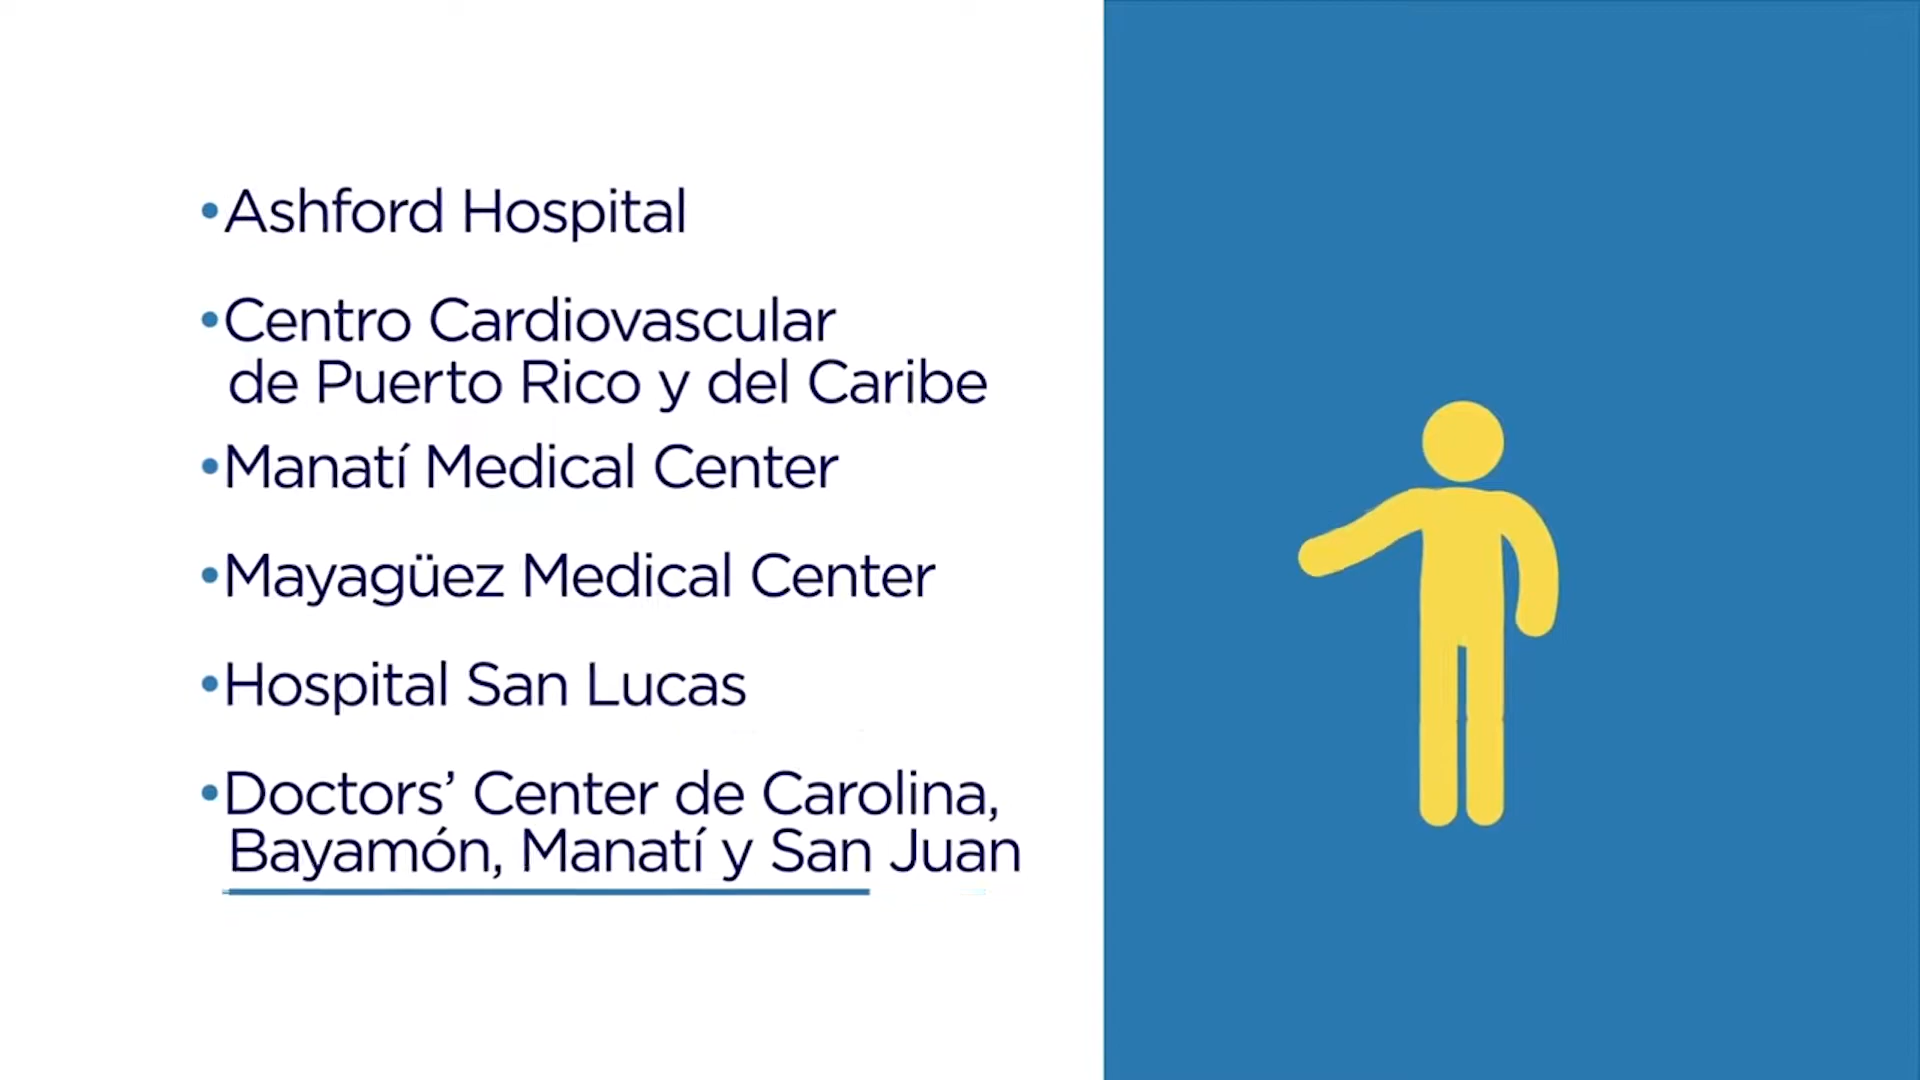 •Ashford Hospital
•Centro Cardiovascular
de Puerto Rico y del Caribe
•Manatí Medical Center
•Mayagüez Medical Center
•Hospital San Lucas
•Doctors’ Center de Carolina,
Bayamón, Manatí y San Juan